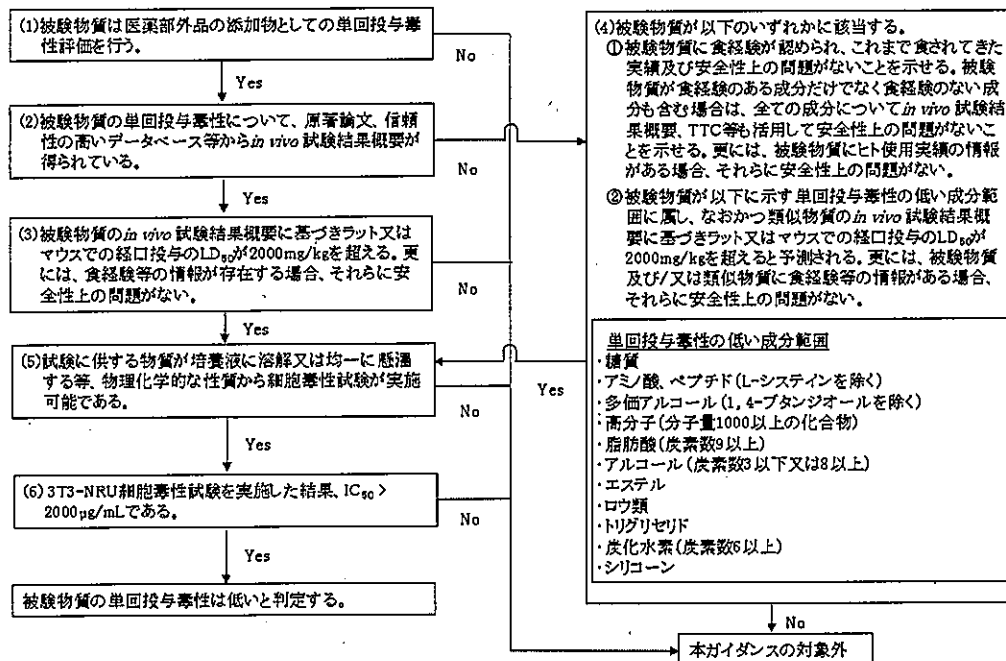 (1)被験物質は医薬部外品の添加物としての単回投与毒
性評価を行う。
No
Yes
(2)被験物質の単回投与毒性について、原著論文、信頼
性の高いデータベース等からin vivo 試験結果概要が
得られている。
No
Yes
(3)被験物質のin vivo 試験結果概要に基づきラット又は
マウスでの経口投与のLD50が2000mg/kgを超える。更
には、食経験等の情報が存在する場合、それらに安
全性上の問題がない。
No
Yes
(5)試験に供する物質が培養液に溶解又は均一に懸濁
する等、物理化学的な性質から細胞毒性試験が実施
可能である。
No
Yes
(6)3T3-NRU細胞毒性試験を実施した結果、IC50>
2000μg/mLである。
No
Yes
被験物質の単回投与毒性は低いと判定する。
(4)被験物質が以下のいずれかに該当する。
①被験物質に食経験が認められ、これまで食されてきた
実績及び安全性上の問題がないことを示せる。被験
物質が食経験のある成分だけでなく食経験のない成
分も含む場合は、全ての成分についてin vivo 試験結
果概要、TTC等も活用して安全性上の問題がないこ
とを示せる。更には、被験物質にヒト使用実績の情報
がある場合、それらに安全性上の問題がない。
②被験物質が以下に示す単回投与毒性の低い成分範
囲に属し、なおかつ類似物質のin vivo 試験結果概
要に基づきラット又はマウスでの経口投与のLD50が
2000mg/kgを超えると予測される。更には、被験物質
及び/又は類似物質に食経験等の情報がある場合、
それらに安全性上の問題がない。
単回投与毒性の低い成分範囲
・糖質
・アミノ酸、ペプチド(L-システインを除く)
・多価アルコール(1,4-ブタンジオールを除く)
・高分子(分子量1000以上の化合物)
・脂肪酸(炭素数9以上)
・アルコール(炭素数3以下又は8以上)
・エステル
・ロウ類
・トリグリセリド
・炭化水素(炭素数6以上)
・シリコーン
Yes
No
本ガイダンスの対象外